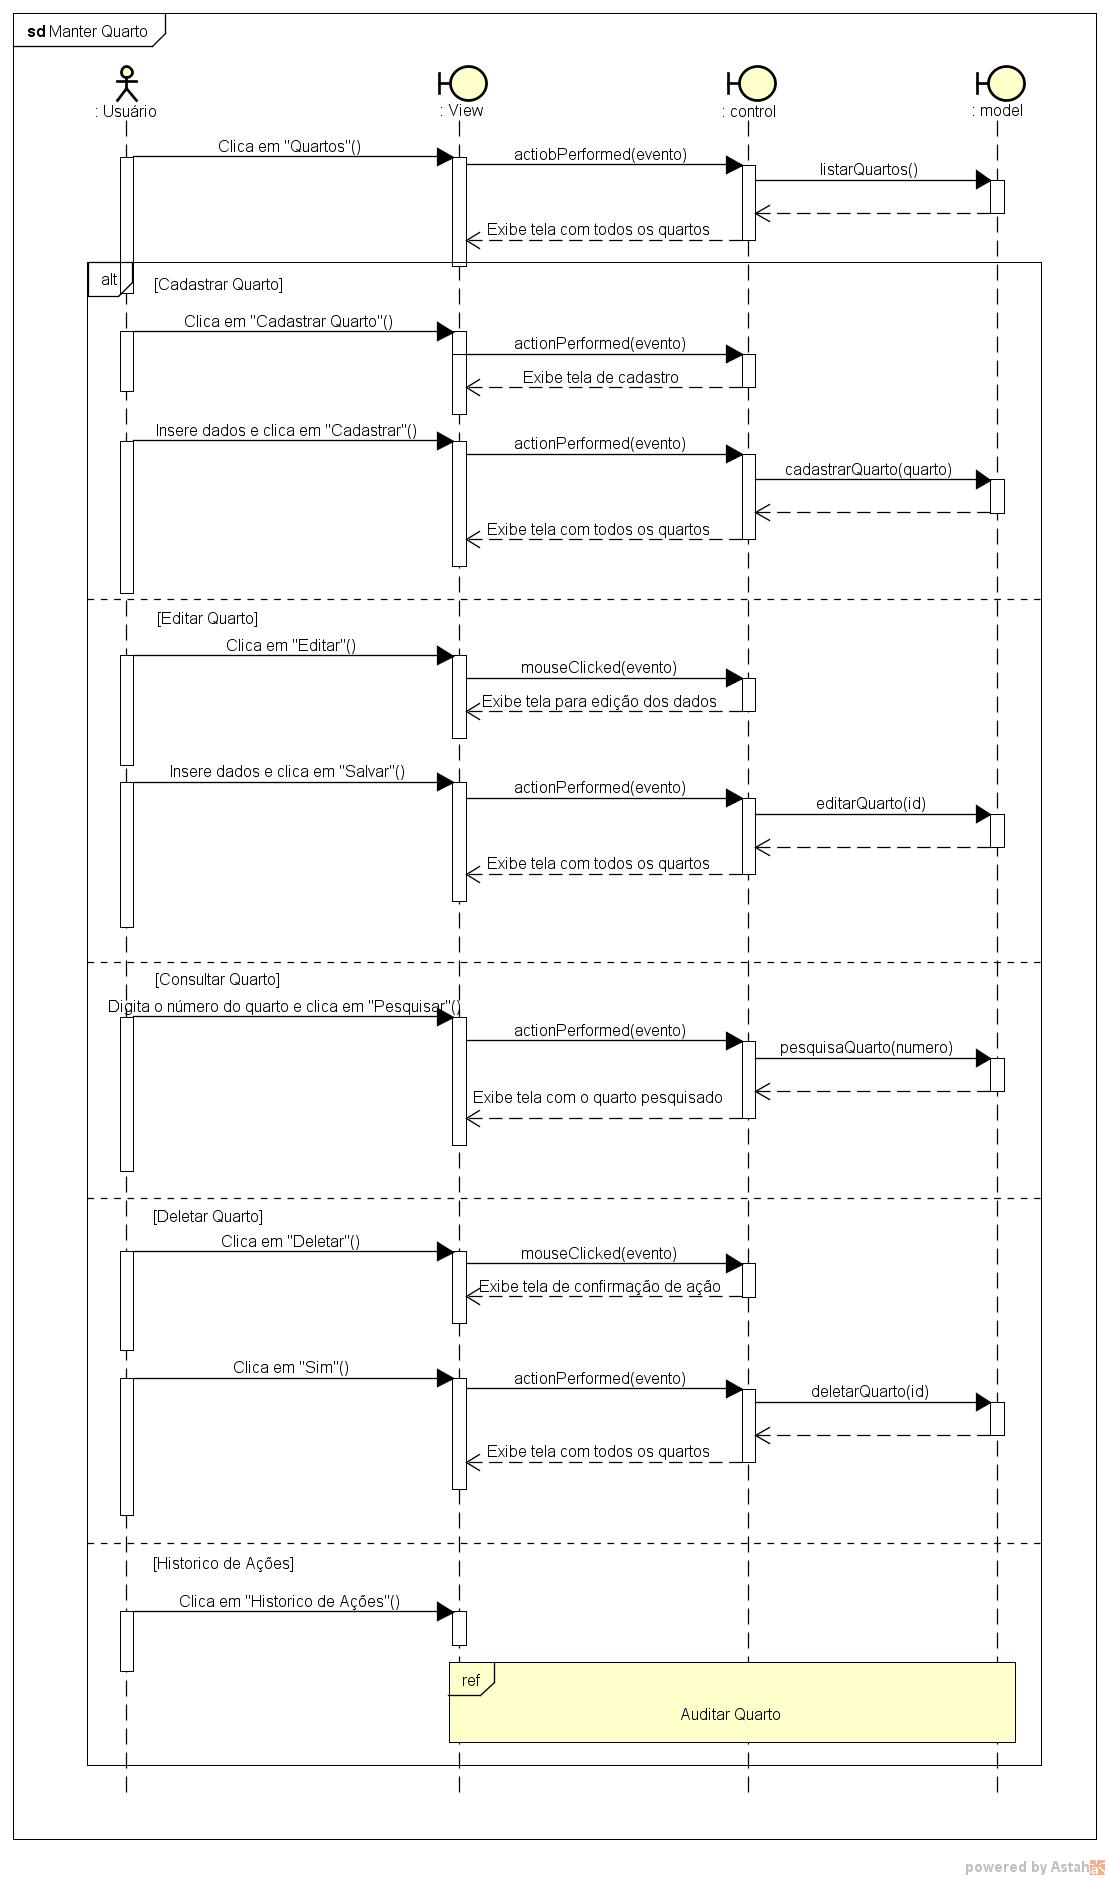 sd Manter Quarto
: Usuário
: View
: control
: model
Clica em "Quartos"()
actiobPerformed(evento)
listarQuartos()
Exibe tela com todos os quartos
alt
[Cadastrar Quarto]
Clica em "Cadastrar Quarto"()
actionPerformed(evento)
Exibe tela de cadastro
Insere dados e clica em "Cadastrar"()
actionPerformed(evento)
cadastrarQuarto(quarto)
Exibe tela com todos os quartos
[Editar Quarto]
Clica em "Editar"()
mouseClicked(evento)
Exibe tela para edição dos dados
Insere dados e clica em "Salvar"()
actionPerformed(evento)
editarQuarto(id)
Exibe tela com todos os quartos
[Consultar Quarto]
Digita o número do quarto e clica em "Pesquisar"()
actionPerformed(evento)
pesquisaQuarto(numero)
Exibe tela com o quarto pesquisado
[Deletar Quarto]
Clica em "Deletar"()
mouseClicked(evento)
Exibe tela de confirmação de ação
Clica em "Sim"()
actionPerformed(evento)
deletarQuarto(id)
Exibe tela com todos os quartos
[Historico de Ações]
Clica em "Historico de Ações"()
ref
Auditar Quarto
powered by Astah